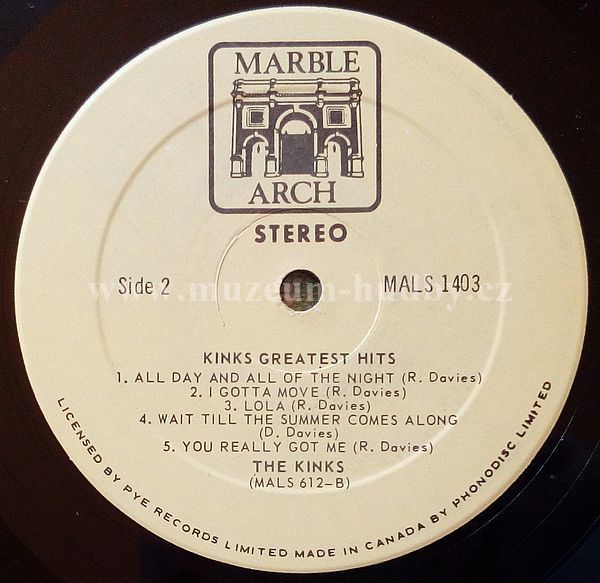 MARBLE
ARCH
STEREO
Side 2
MALS 1403
www.muzeum-hudby.cz
KINKS GREATEST HITS
1. ALL DAY AND ALL OF THE NIGHT (R. Davies)
2. I GOTTA MOVE (R. Davies)
3. LOLA (R. Davies)
4. WAIT TILL THE SUMMER COMES ALONG
(D. Davies)
5. YOU REALLY GOT ME (R. Davies)
THE KINKS
(MALS 612-B)
LICENSED BY PYE RECORDS LIMITED MADE IN CANADA BY PHONODISC LIMITED